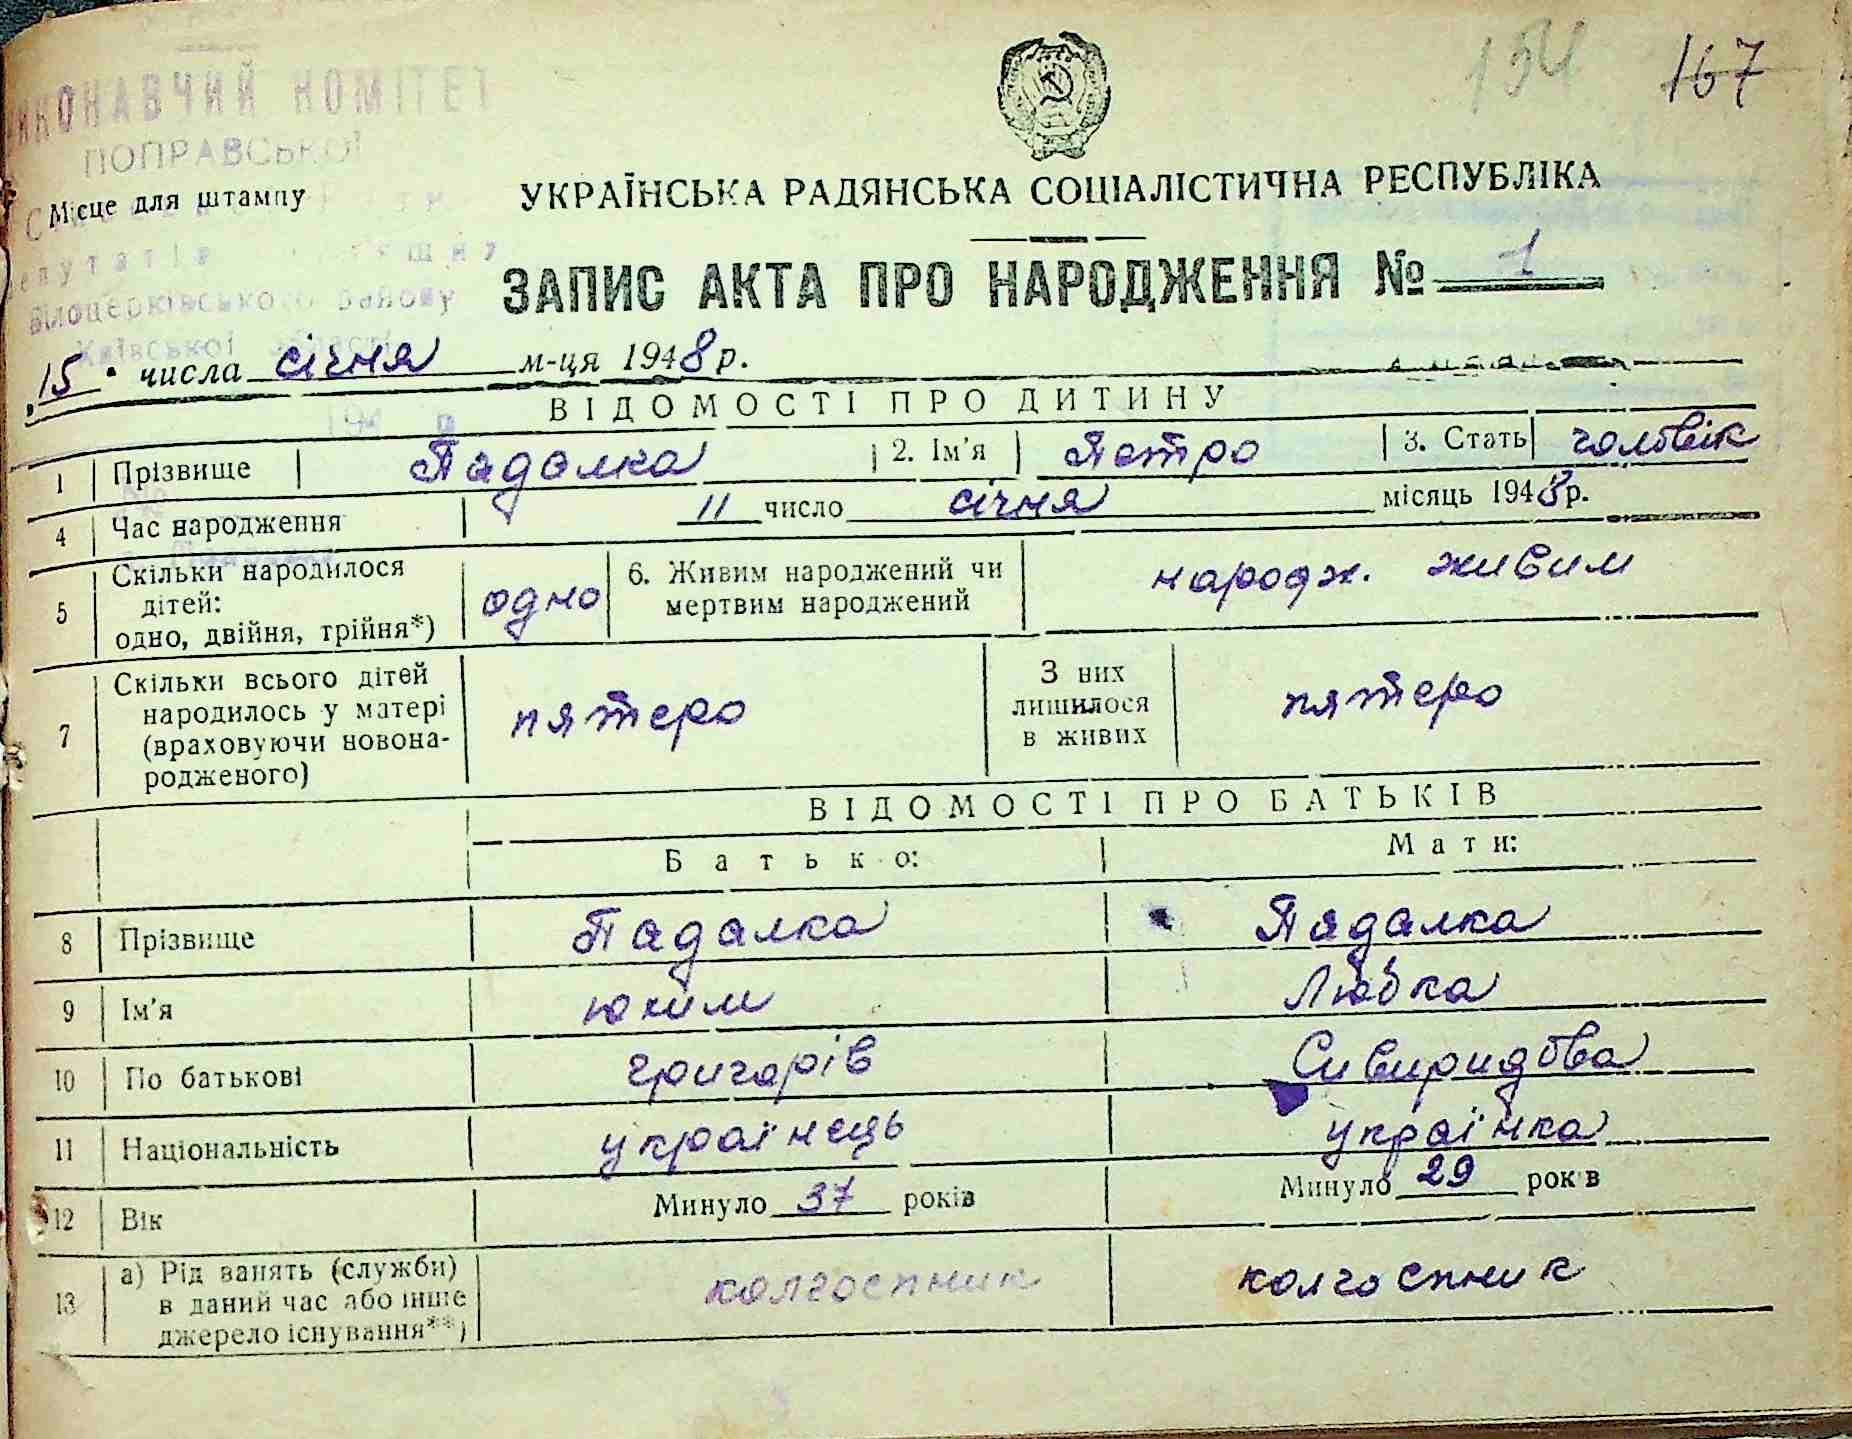 154 167
ВИКОНАВЧИЙ КОМІТЕТ
ПОПРАВСЬКОЇ
Місце для штампу
УКРАЇНСЬКА РАДЯНСЬКА СОЦІАЛІСТИЧНА РЕСПУБЛІКА
депутатів
Білоцерківського району
Київської області
ЗАПИС АКТА ПРО НАРОДЖЕННЯ № 1
"15" числа січня м-ця 1948 р.
ВІДОМОСТІ ПРО ДИТИНУ
1 Прізвище Падалка 2. Ім'я Петро 3. Стать чоловік
4 Час народження 11 число січня місяць 1948 р.
5 Скільки народилося дітей: одно, двійня, трійня*) одно 6. Живим народжений чи мертвим народжений народж. живим
7 Скільки всього дітей народилось у матері (враховуючи новонародженого) пятеро З них лишилося в живих пятеро
ВІДОМОСТІ ПРО БАТЬКІВ
Батько: Мати:
8 Прізвище Падалка Падалка
9 Ім'я юхим Любка
10 По батькові григорів Сивиридова
11 Національність українець українка
12 Вік Минуло 37 років Минуло 29 років
13 а) Рід занять (служби) в даний час або інше джерело існування**) колгоспник колгоспник